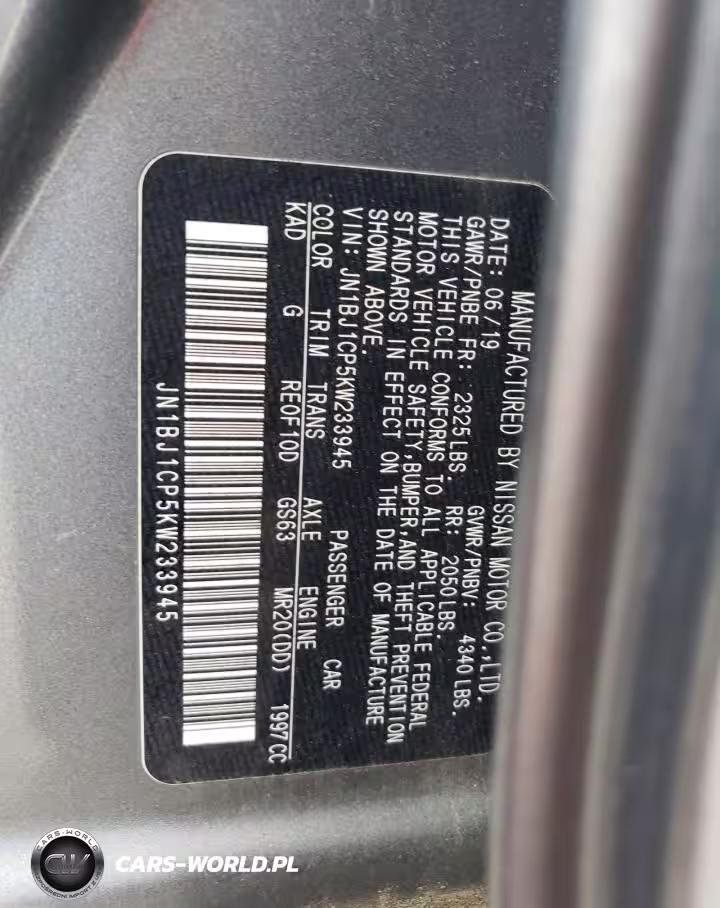 MANUFACTURED BY NISSAN MOTOR CO.,LTD.
DATE: 06/19 GVWR/PNBV: 4340LBS.
GAWR/PNBE FR: 2325LBS. RR: 2050LBS.
THIS VEHICLE CONFORMS TO ALL APPLICABLE FEDERAL
MOTOR VEHICLE SAFETY,BUMPER,AND THEFT PREVENTION
STANDARDS IN EFFECT ON THE DATE OF MANUFACTURE
SHOWN ABOVE.
VIN: JN1BJ1CP5KW233945 PASSENGER CAR
COLOR TRIM TRANS AXLE ENGINE
KAD G RE0F10D GS63 MR20(DD) 1997CC
JN1BJ1CP5KW233945
CARS-WORLD
CW
CARS-WORLD.PL